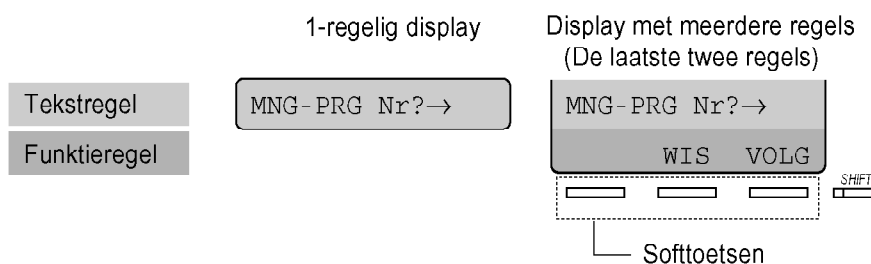 1-regelig display
Display met meerdere regels
(De laatste twee regels)
Tekstregel
MNG-PRG Nr?→
MNG-PRG Nr?→
Funktieregel
WIS VOLG
SHIFT
Softtoetsen